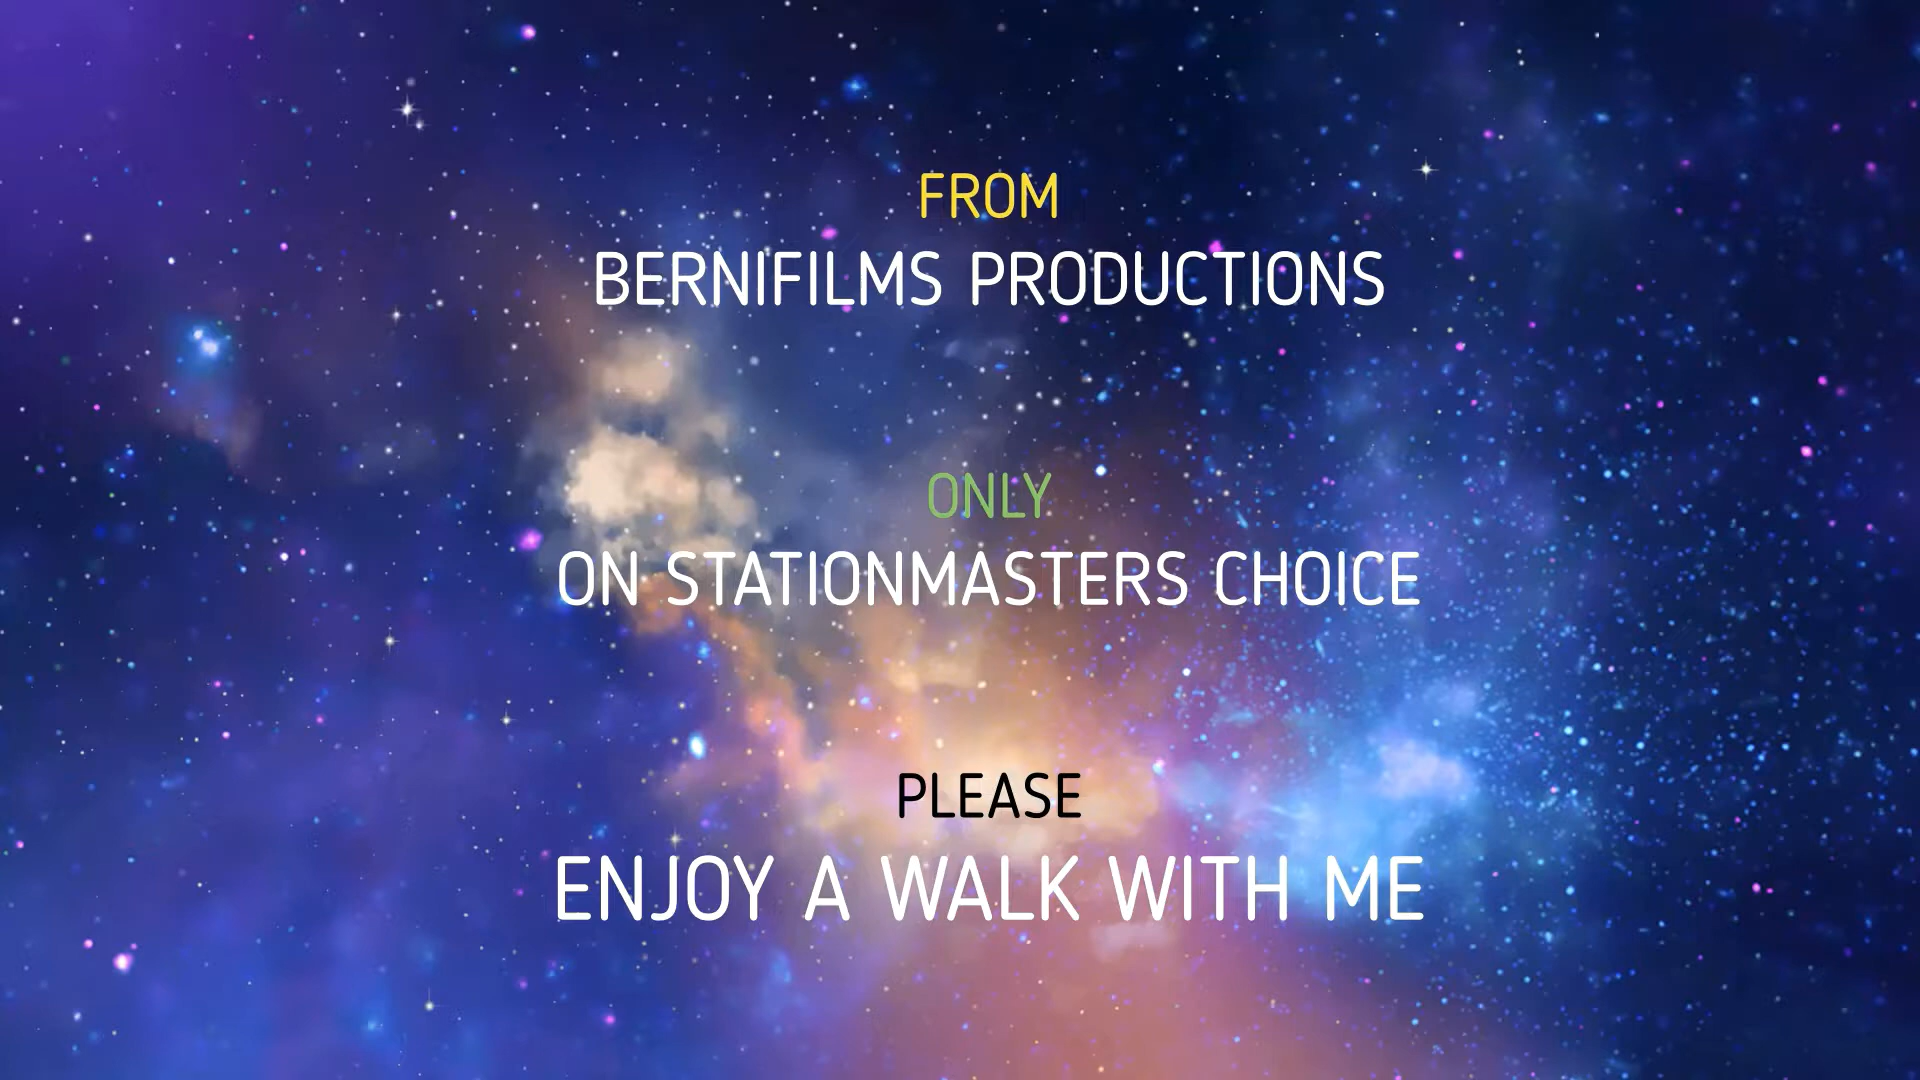 FROM
BERNIFILMS PRODUCTIONS
ONLY
ON STATIONMASTERS CHOICE
PLEASE
ENJOY A WALK WITH ME